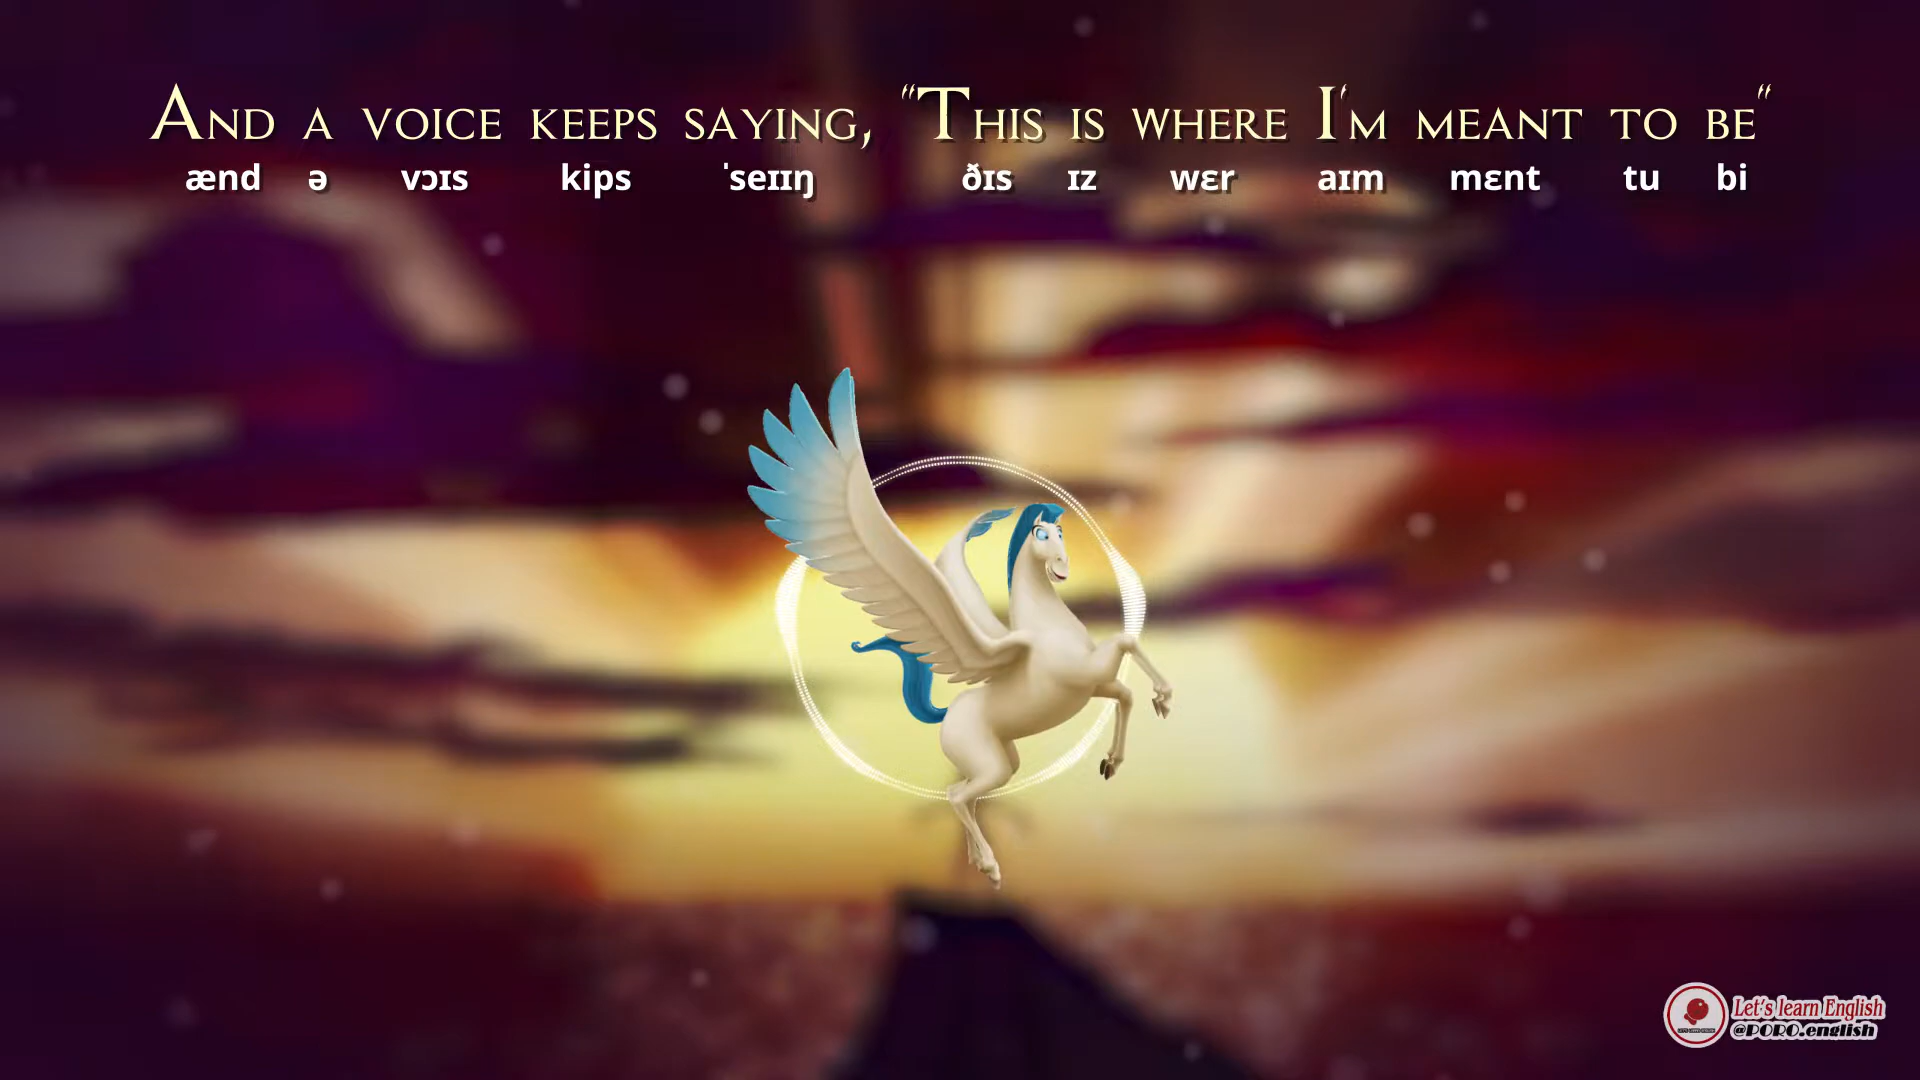 And a voice keeps saying, "This is where I'm meant to be"
ænd ə vɔɪs kips ˈseɪɪŋ ðɪs ɪz wɛr aɪm mɛnt tu bi
Let's learn English
@PORO.english